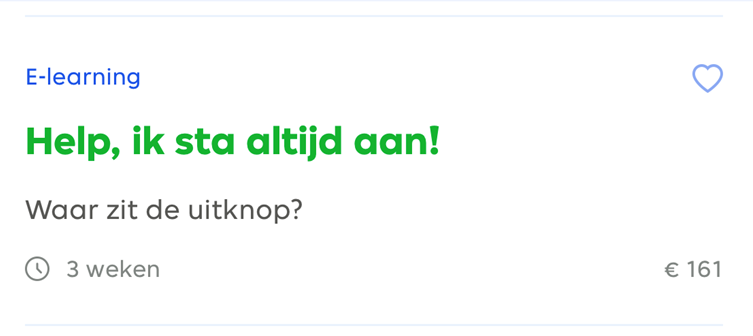 E-learning
Help, ik sta altijd aan!
Waar zit de uitknop?
3 weken
€ 161